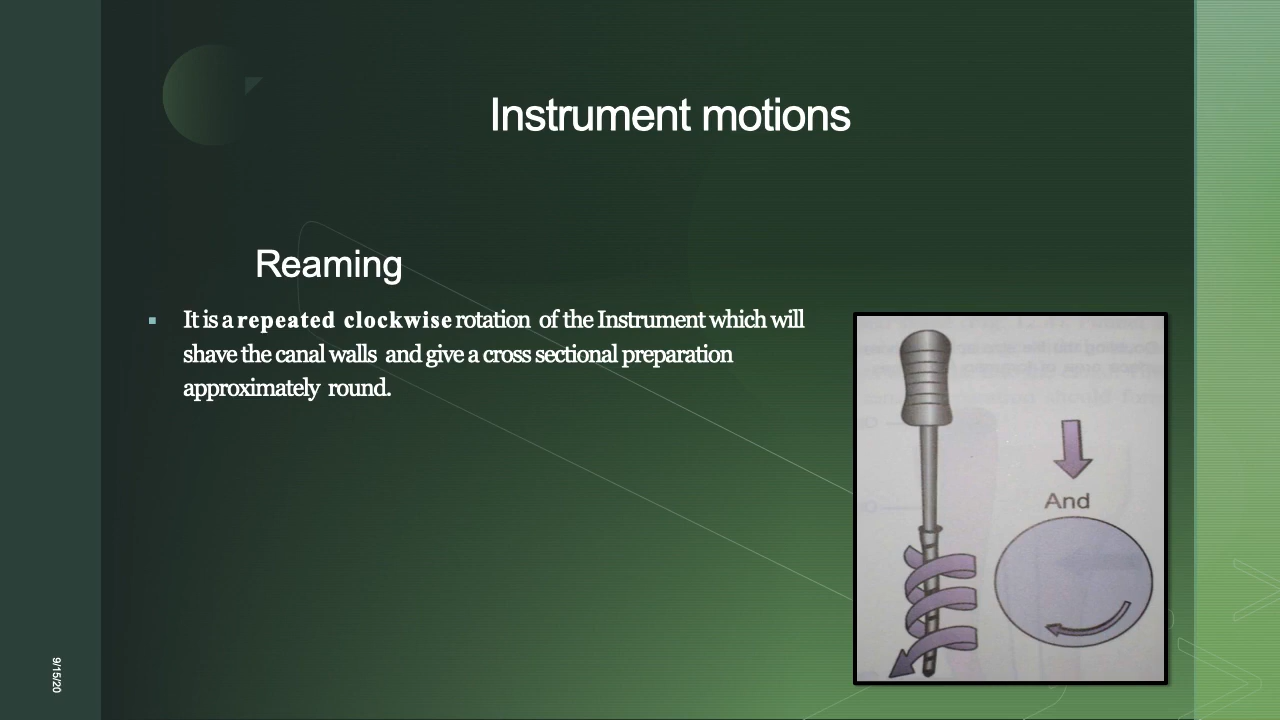 Instrument motions
Reaming
▪ It is a repeated clockwise rotation of the Instrument which will
shave the canal walls and give a cross sectional preparation
approximately round.
And
9/15/20